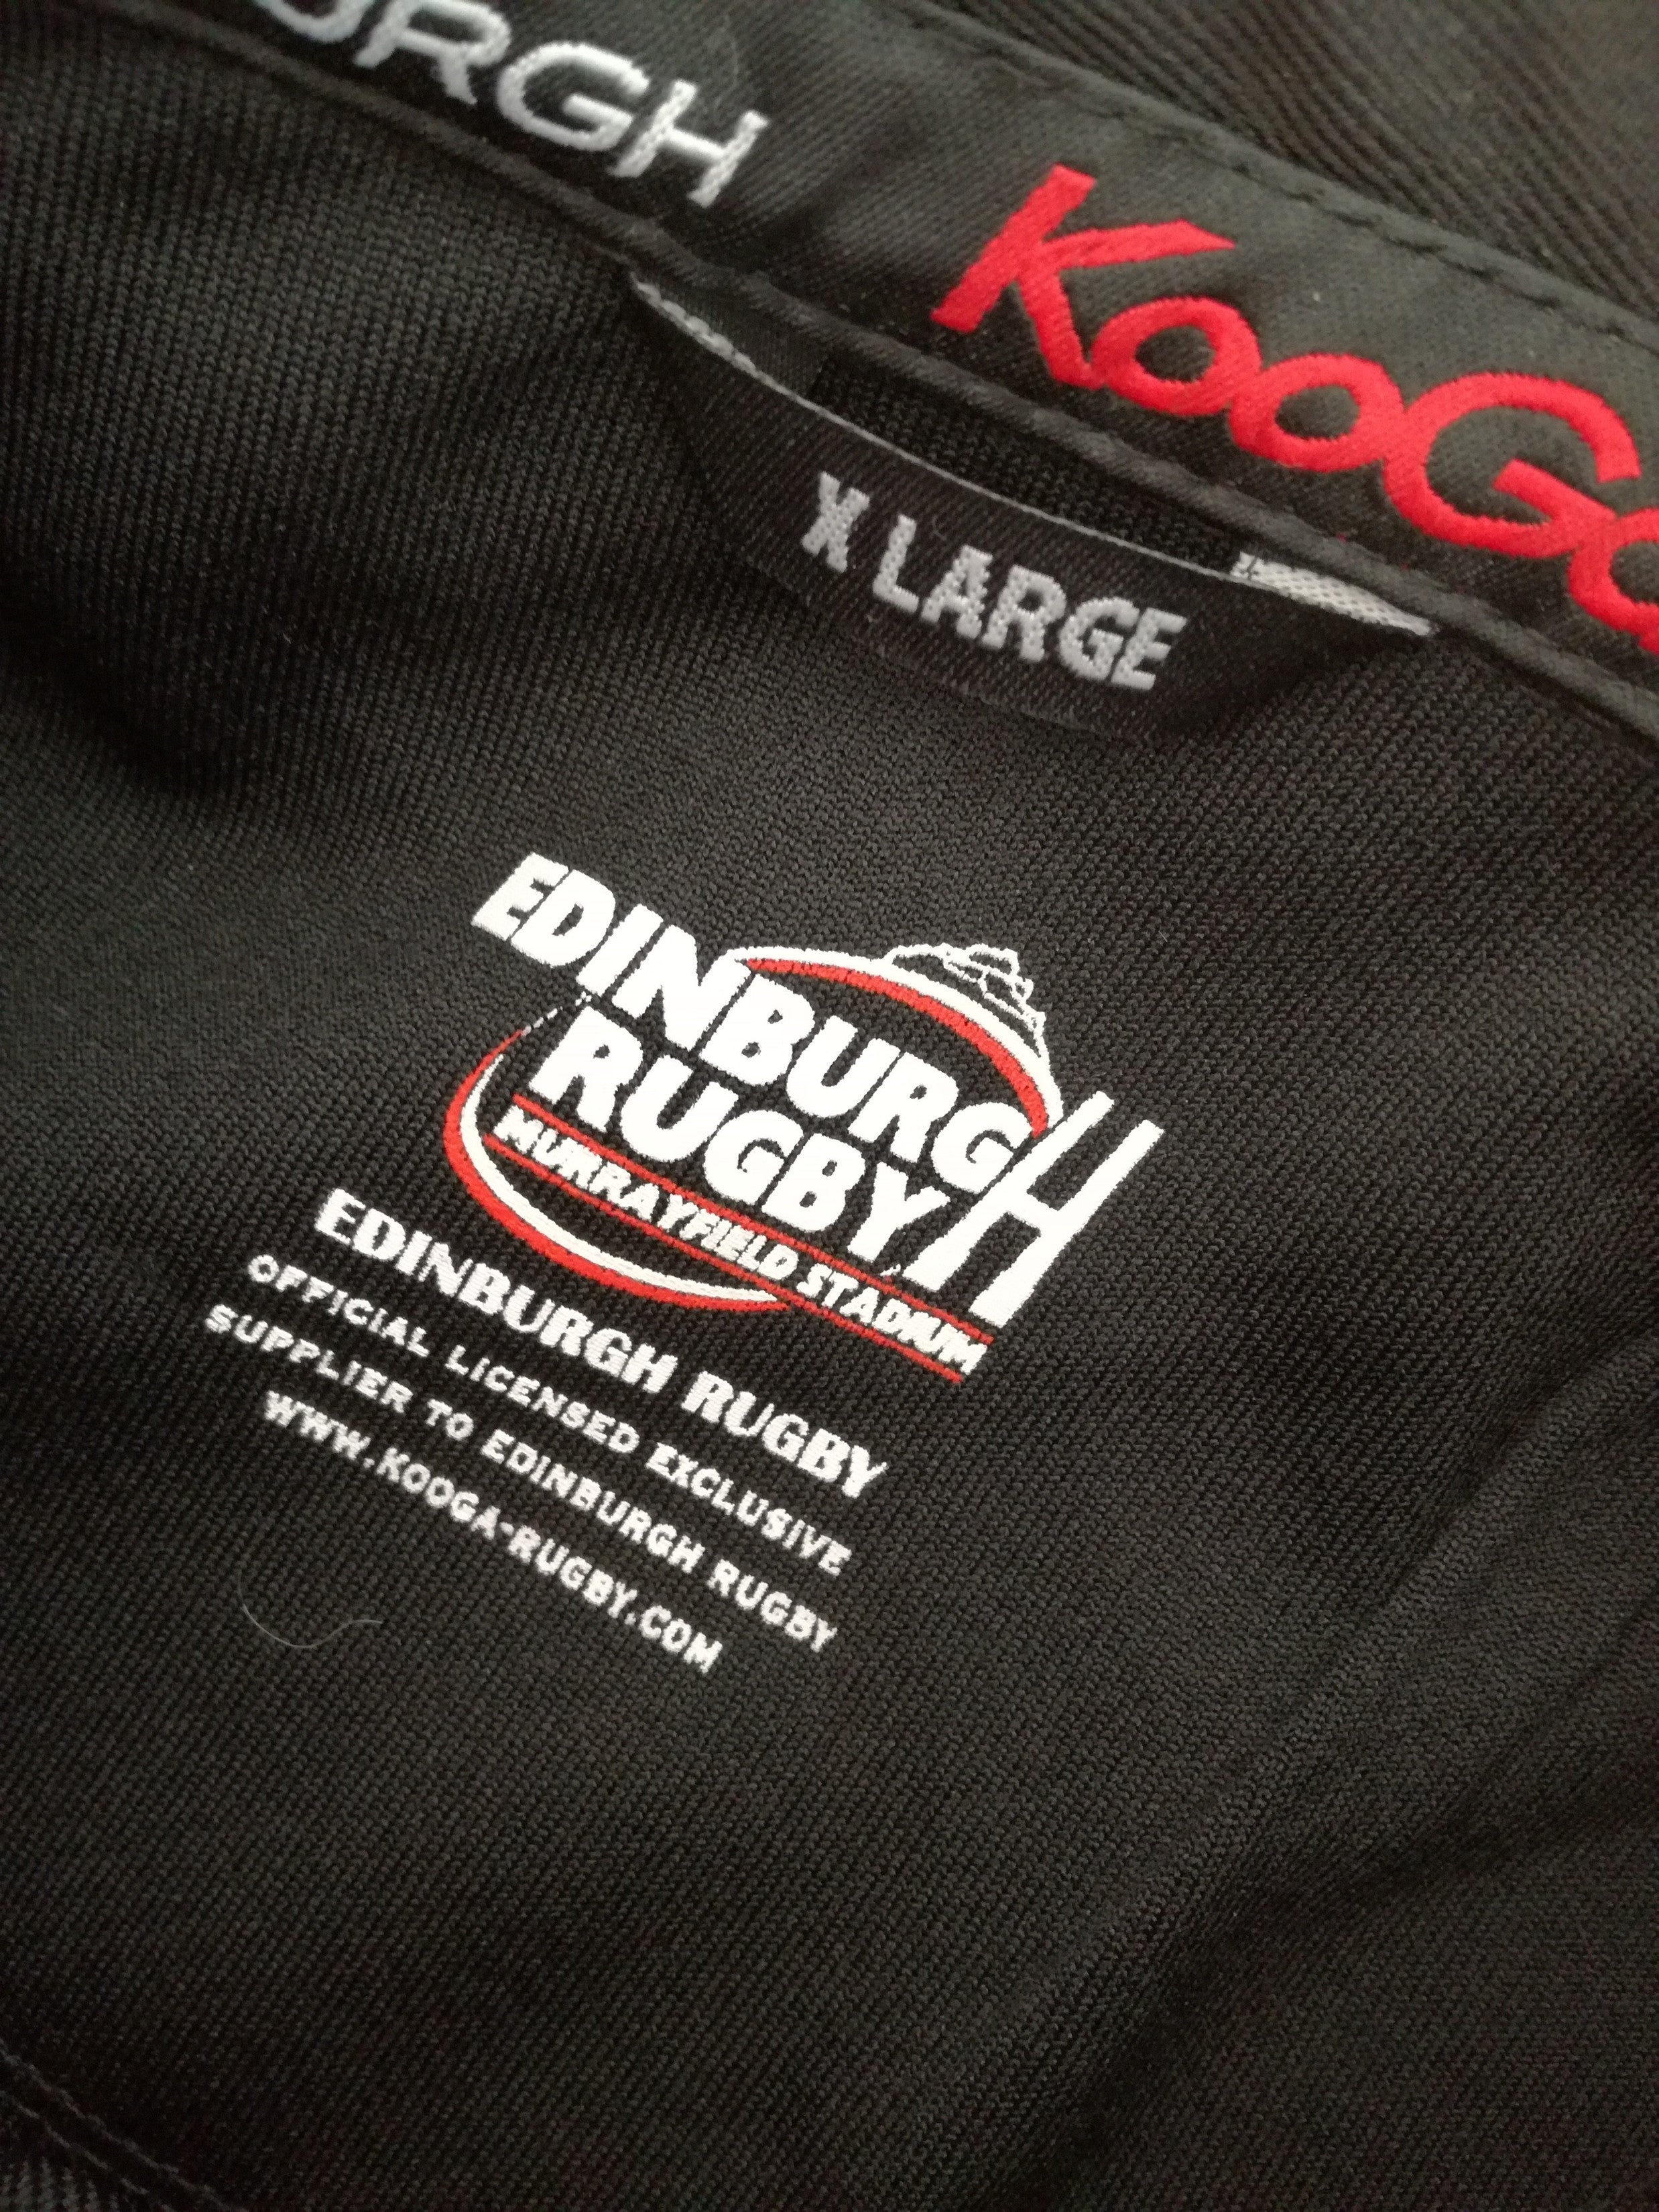 URGH KooGa
X LARGE
EDINBURGH
RUGBY
MURRAYFIELD STADIUM
EDINBURGH RUGBY
OFFICIAL LICENSED EXCLUSIVE
SUPPLIER TO EDINBURGH RUGBY
WWW.KOOGA-RUGBY.COM